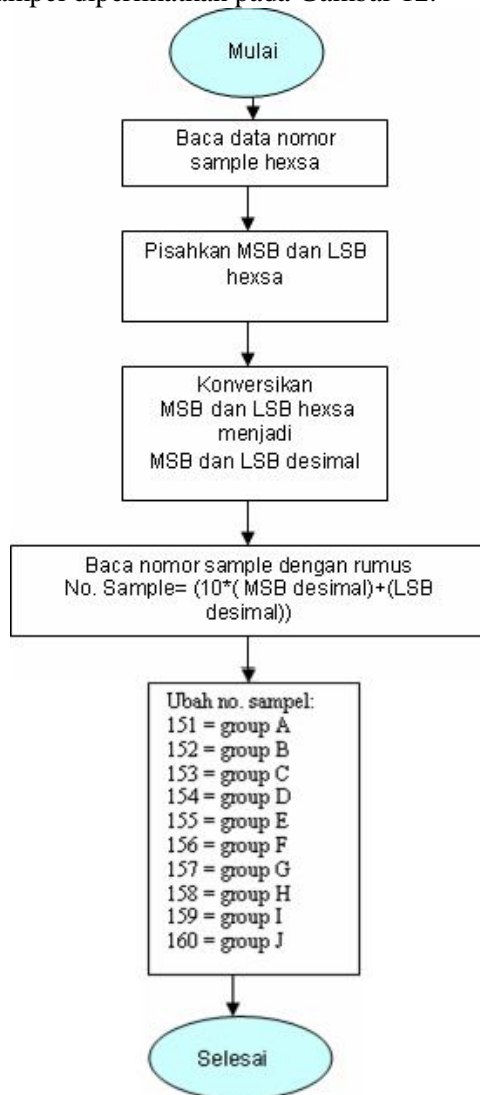 sampel diperlihatkan pada Gambar 12.
Mulai
Baca data nomor
sample hexsa
Pisahkan MSB dan LSB
hexsa
Konversikan
MSB dan LSB hexsa
menjadi
MSB dan LSB desimal
Baca nomor sample dengan rumus
No. Sample= (10*( MSB desimal)+(LSB
desimal))
Ubah no. sampel:
151 = group A
152 = group B
153 = group C
154 = group D
155 = group E
156 = group F
157 = group G
158 = group H
159 = group I
160 = group J
Selesai